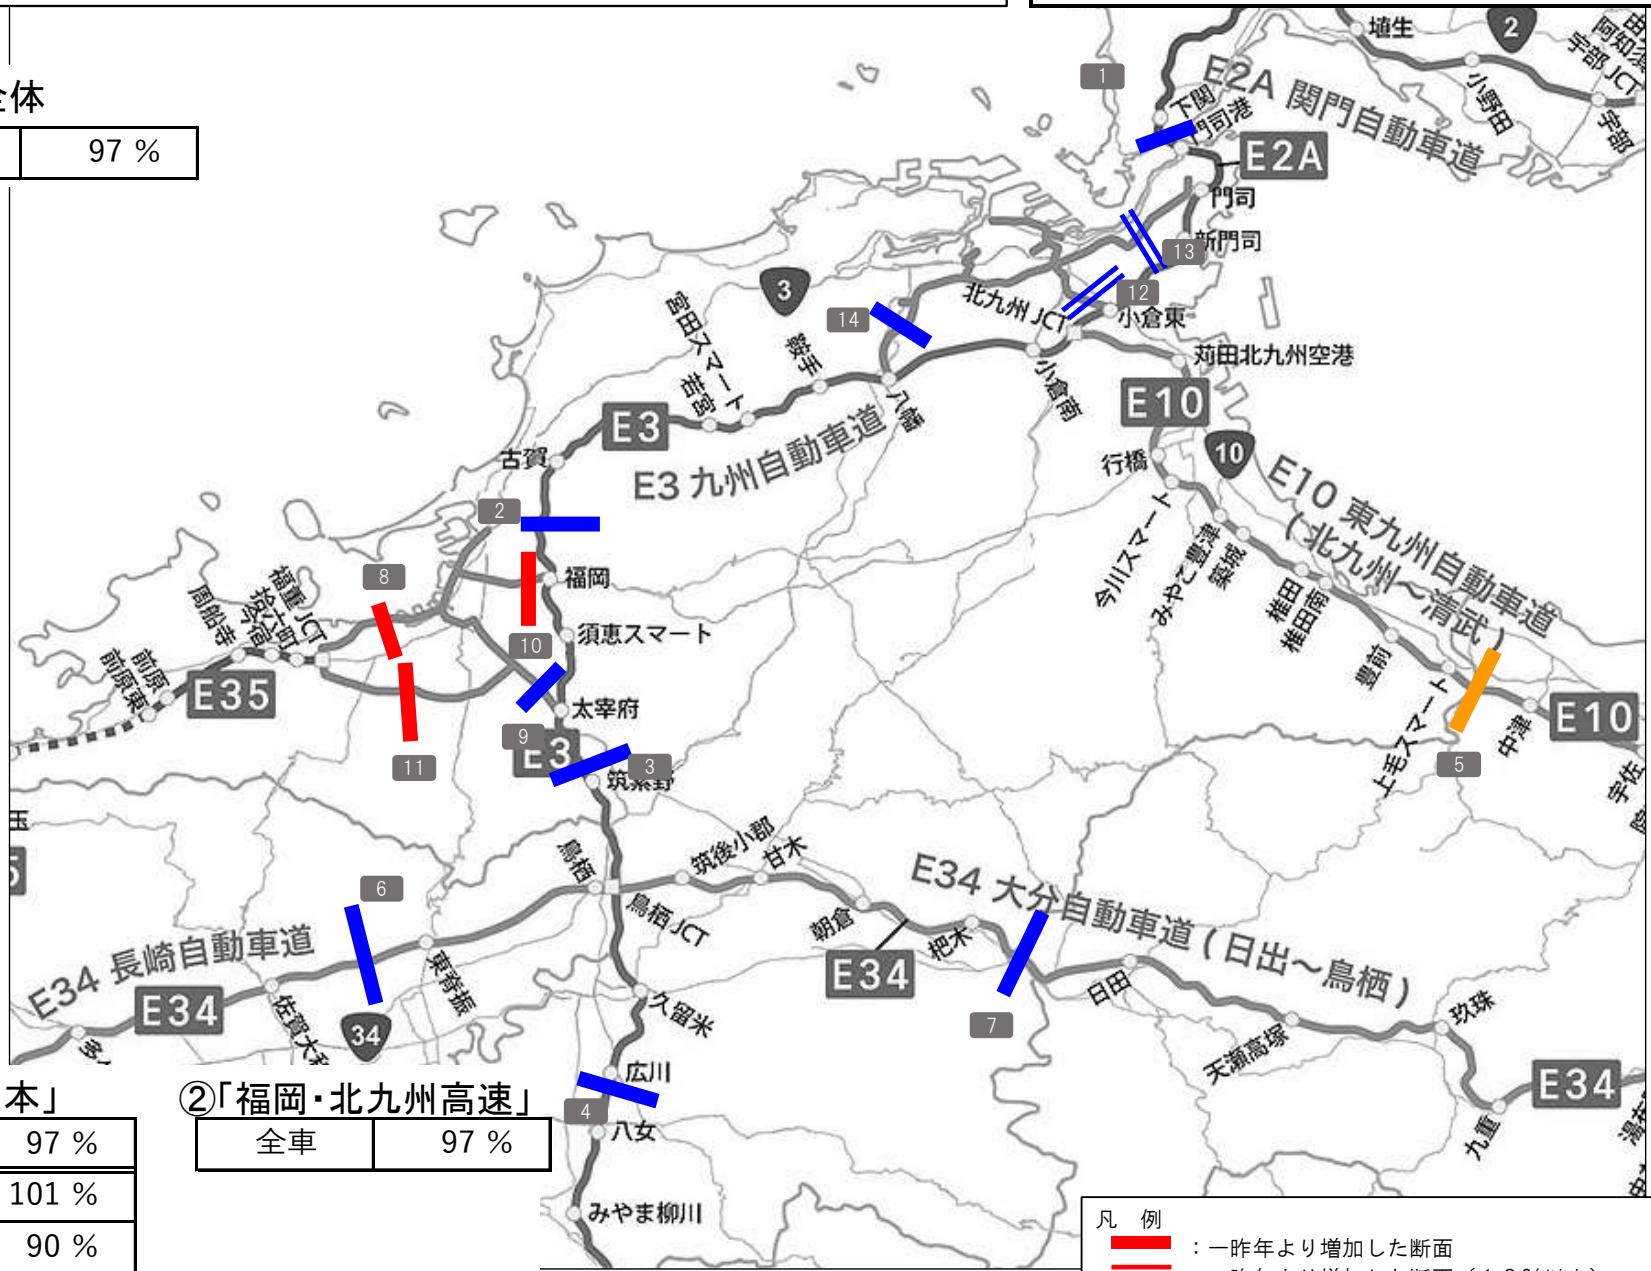 全体
97 %
埴生
2
宇部 JCT
小野田
宇部
1
E2A 関門自動車道
下関
門司港
E2A
門司
新門司
13
12
北九州 JCT
小倉東
3
14
宮田スマート
若宮
鞍手
八幡
小倉南
苅田北九州空港
E10
E3
E3 九州自動車道
古賀
行橋
10
E10 東九州自動車道
( 北九州～清武 )
今川スマート
みやこ豊津
築城
椎田
椎田南
豊前
上毛スマート
中津
E10
宇佐
5
2
福岡
8
10
須恵スマート
福重 JCT
拾六町
今宿
周船寺
前原
前原東
E35
太宰府
9
E3
3
筑紫野
11
鳥栖
鳥栖 JCT
筑後小郡
甘木
朝倉
杷木
E34
E34 大分自動車道 ( 日出～鳥栖 )
7
日田
天瀬高塚
玖珠
九重
E34
6
E34 長崎自動車道
E34
佐賀大和
東脊振
34
久留米
広川
4
八女
みやま柳川
本」
97 %
101 %
90 %
②「福岡・北九州高速」
全車
97 %
凡　例
：一昨年より増加した断面